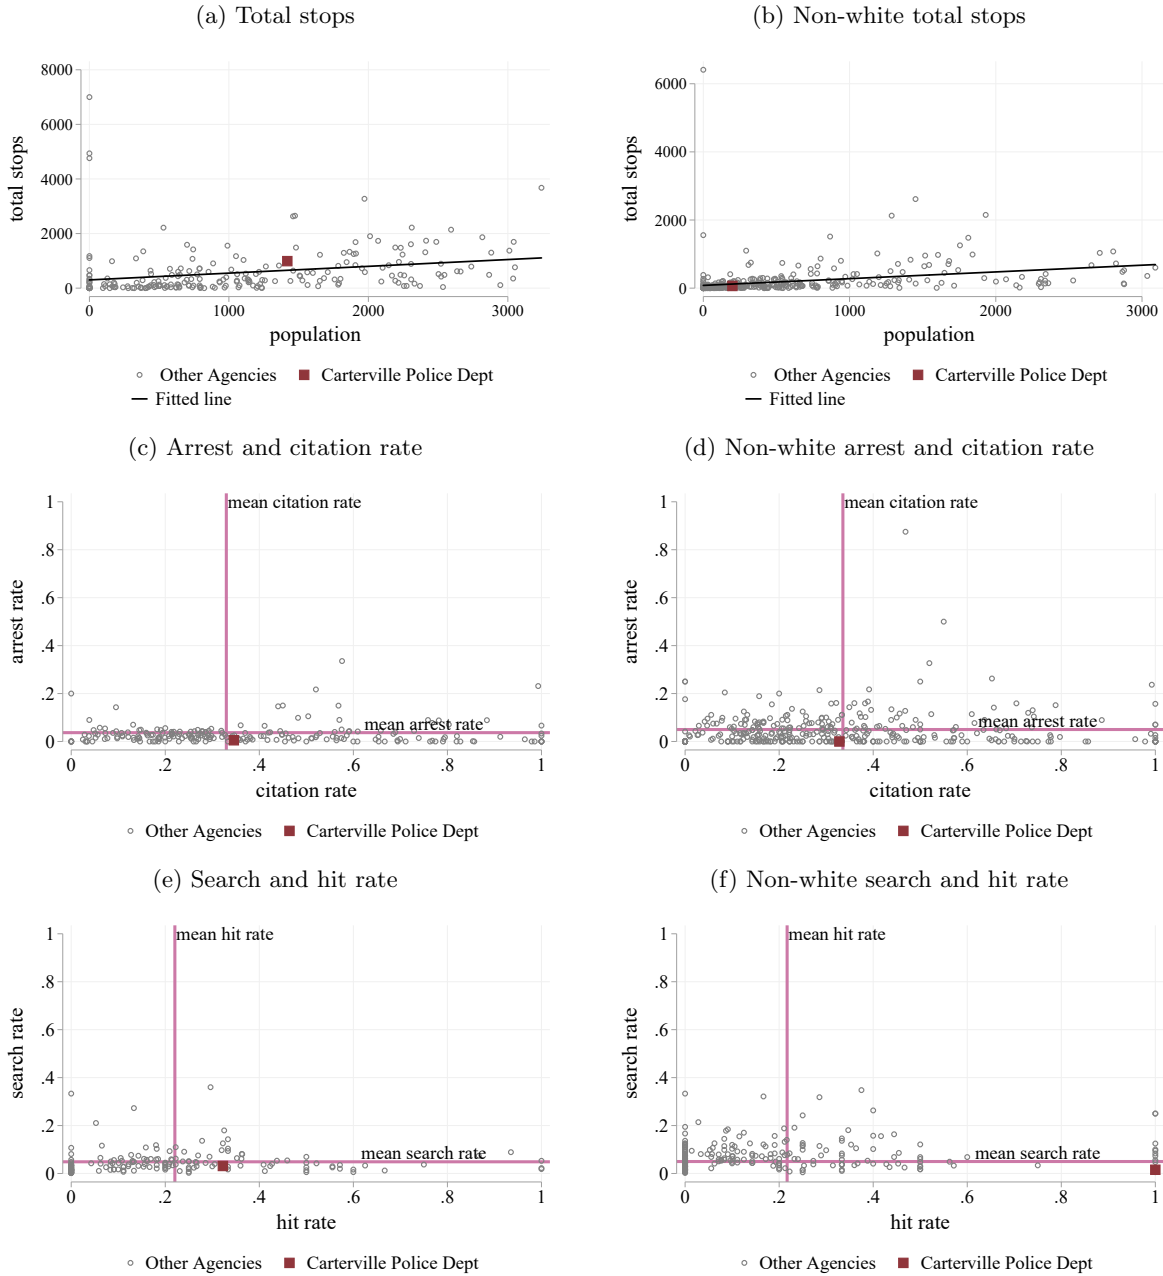 (a) Total stops
(b) Non-white total stops
total stops
8000
6000
4000
2000
0
0 1000 2000 3000
population
Other Agencies Carterville Police Dept
Fitted line
total stops
6000
4000
2000
0
0 1000 2000 3000
population
Other Agencies Carterville Police Dept
Fitted line
(c) Arrest and citation rate
(d) Non-white arrest and citation rate
arrest rate
1
.8
.6
.4
.2
0
mean citation rate
mean arrest rate
0 .2 .4 .6 .8 1
citation rate
Other Agencies Carterville Police Dept
arrest rate
1
.8
.6
.4
.2
0
mean citation rate
mean arrest rate
0 .2 .4 .6 .8 1
citation rate
Other Agencies Carterville Police Dept
(e) Search and hit rate
(f) Non-white search and hit rate
search rate
1
.8
.6
.4
.2
0
mean hit rate
mean search rate
0 .2 .4 .6 .8 1
hit rate
Other Agencies Carterville Police Dept
search rate
1
.8
.6
.4
.2
0
mean hit rate
mean search rate
0 .2 .4 .6 .8 1
hit rate
Other Agencies Carterville Police Dept